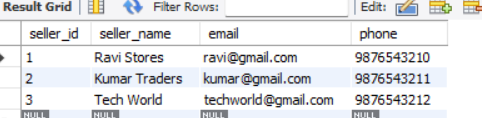 Result Grid Filter Rows: Edit:
seller_id seller_name email phone
1 Ravi Stores ravi@gmail.com 9876543210
2 Kumar Traders kumar@gmail.com 9876543211
3 Tech World techworld@gmail.com 9876543212
NULL NULL NULL NULL